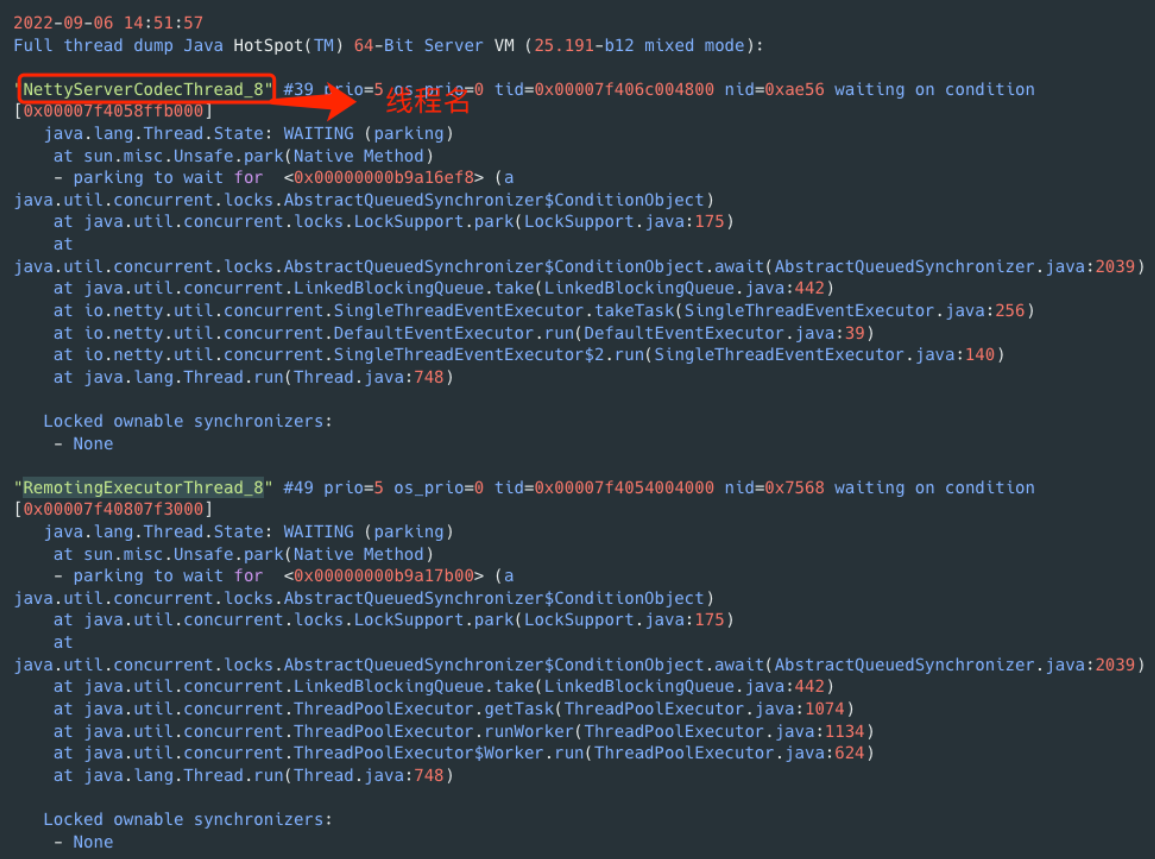 2022-09-06 14:51:57
Full thread dump Java HotSpot(TM) 64-Bit Server VM (25.191-b12 mixed mode):
"NettyServerCodecThread_8" #39 prio=5 os_prio=0 tid=0x00007f406c004800 nid=0xae56 waiting on condition
线程名
[0x00007f4058ffb000]
java.lang.Thread.State: WAITING (parking)
at sun.misc.Unsafe.park(Native Method)
- parking to wait for  <0x00000000b9a16ef8> (a
java.util.concurrent.locks.AbstractQueuedSynchronizer$ConditionObject)
at java.util.concurrent.locks.LockSupport.park(LockSupport.java:175)
at
java.util.concurrent.locks.AbstractQueuedSynchronizer$ConditionObject.await(AbstractQueuedSynchronizer.java:2039)
at java.util.concurrent.LinkedBlockingQueue.take(LinkedBlockingQueue.java:442)
at io.netty.util.concurrent.SingleThreadEventExecutor.takeTask(SingleThreadEventExecutor.java:256)
at io.netty.util.concurrent.DefaultEventExecutor.run(DefaultEventExecutor.java:39)
at io.netty.util.concurrent.SingleThreadEventExecutor$2.run(SingleThreadEventExecutor.java:140)
at java.lang.Thread.run(Thread.java:748)
Locked ownable synchronizers:
- None
"RemotingExecutorThread_8" #49 prio=5 os_prio=0 tid=0x00007f4054004000 nid=0x7568 waiting on condition
[0x00007f40807f3000]
java.lang.Thread.State: WAITING (parking)
at sun.misc.Unsafe.park(Native Method)
- parking to wait for  <0x00000000b9a17b00> (a
java.util.concurrent.locks.AbstractQueuedSynchronizer$ConditionObject)
at java.util.concurrent.locks.LockSupport.park(LockSupport.java:175)
at
java.util.concurrent.locks.AbstractQueuedSynchronizer$ConditionObject.await(AbstractQueuedSynchronizer.java:2039)
at java.util.concurrent.LinkedBlockingQueue.take(LinkedBlockingQueue.java:442)
at java.util.concurrent.ThreadPoolExecutor.getTask(ThreadPoolExecutor.java:1074)
at java.util.concurrent.ThreadPoolExecutor.runWorker(ThreadPoolExecutor.java:1134)
at java.util.concurrent.ThreadPoolExecutor$Worker.run(ThreadPoolExecutor.java:624)
at java.lang.Thread.run(Thread.java:748)
Locked ownable synchronizers:
- None